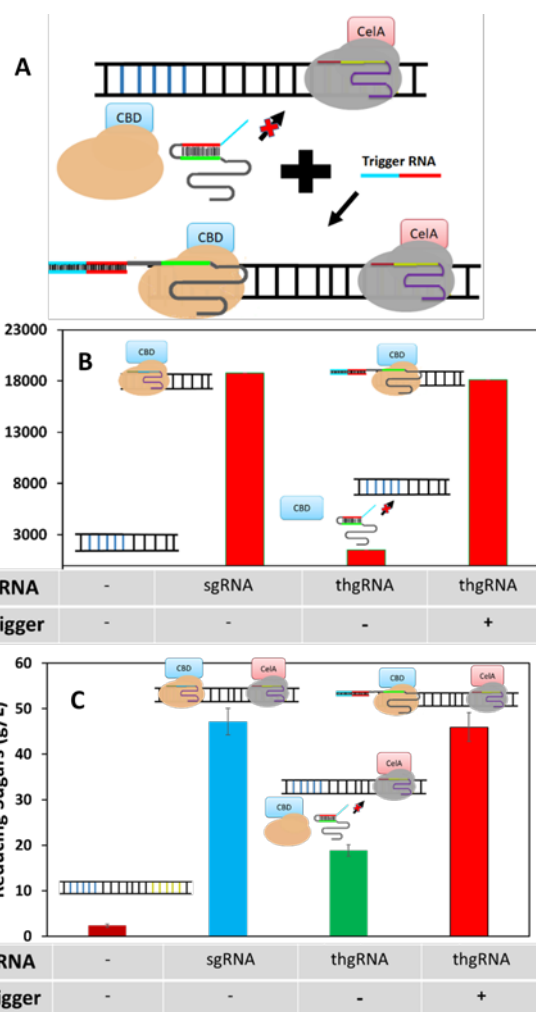 A
CelA
CBD
Trigger RNA
CBD
CelA
23000
B
CBD
CBD
18000
13000
8000
CBD
3000
RNA - sgRNA thgRNA thgRNA
igger - - - +
60
C
CBD CelA
CBD CelA
50
40
CelA
30
CBD
20
10
0
RNA - sgRNA thgRNA thgRNA
igger - - - +